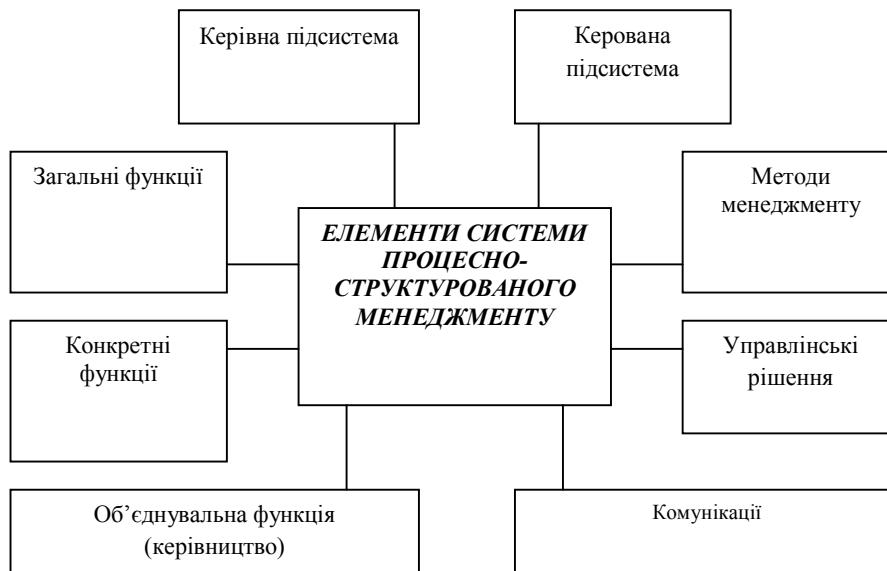 Керівна підсистема
Керована
підсистема
Загальні функції
Методи
менеджменту
ЕЛЕМЕНТИ СИСТЕМИ
ПРОЦЕСНО-
СТРУКТУРОВАНОГО
МЕНЕДЖМЕНТУ
Конкретні
функції
Управлінські
рішення
Об’єднувальна функція
(керівництво)
Комунікації